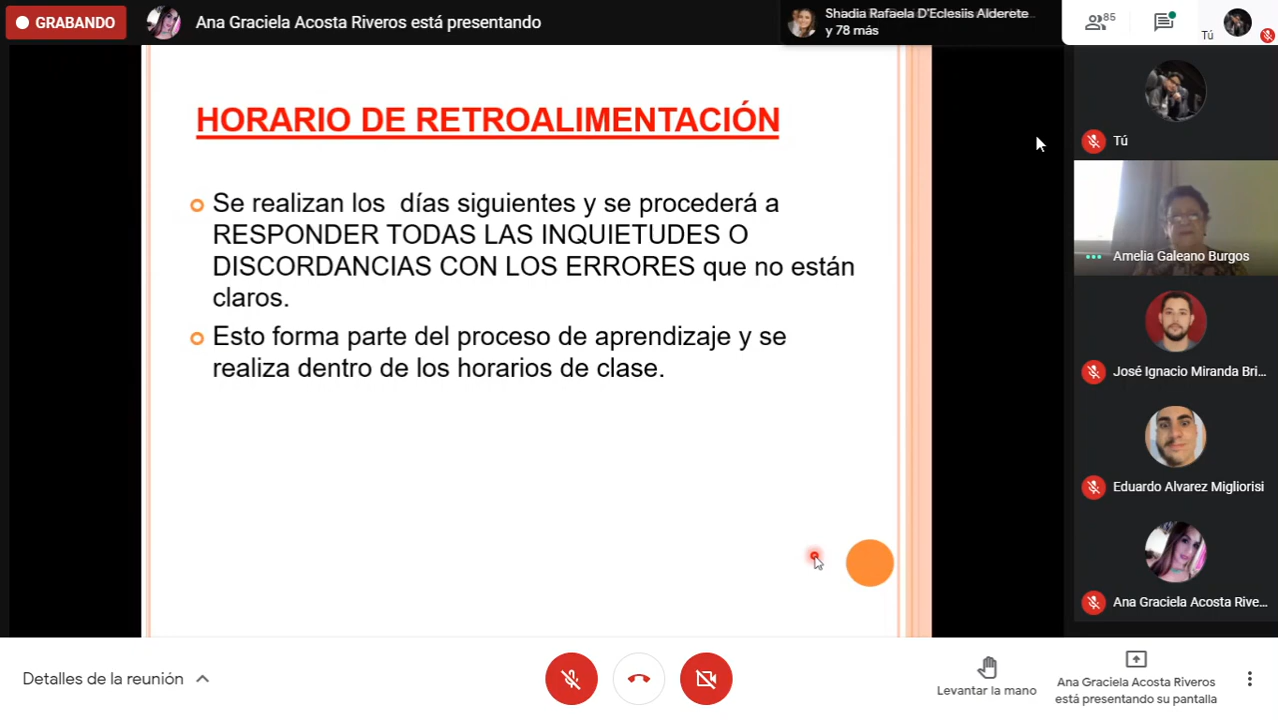 GRABANDO
Ana Graciela Acosta Riveros está presentando
Shadia Rafaela D'Eclesiis Alderete...
y 78 más
85
Tú
HORARIO DE RETROALIMENTACIÓN
Se realizan los días siguientes y se procederá a
RESPONDER TODAS LAS INQUIETUDES O
DISCORDANCIAS CON LOS ERRORES que no están
claros.
Esto forma parte del proceso de aprendizaje y se
realiza dentro de los horarios de clase.
Tú
Amelia Galeano Burgos
José Ignacio Miranda Bri...
Eduardo Alvarez Migliorisi
Ana Graciela Acosta Rive...
Detalles de la reunión
Levantar la mano
Ana Graciela Acosta Riveros
está presentando su pantalla